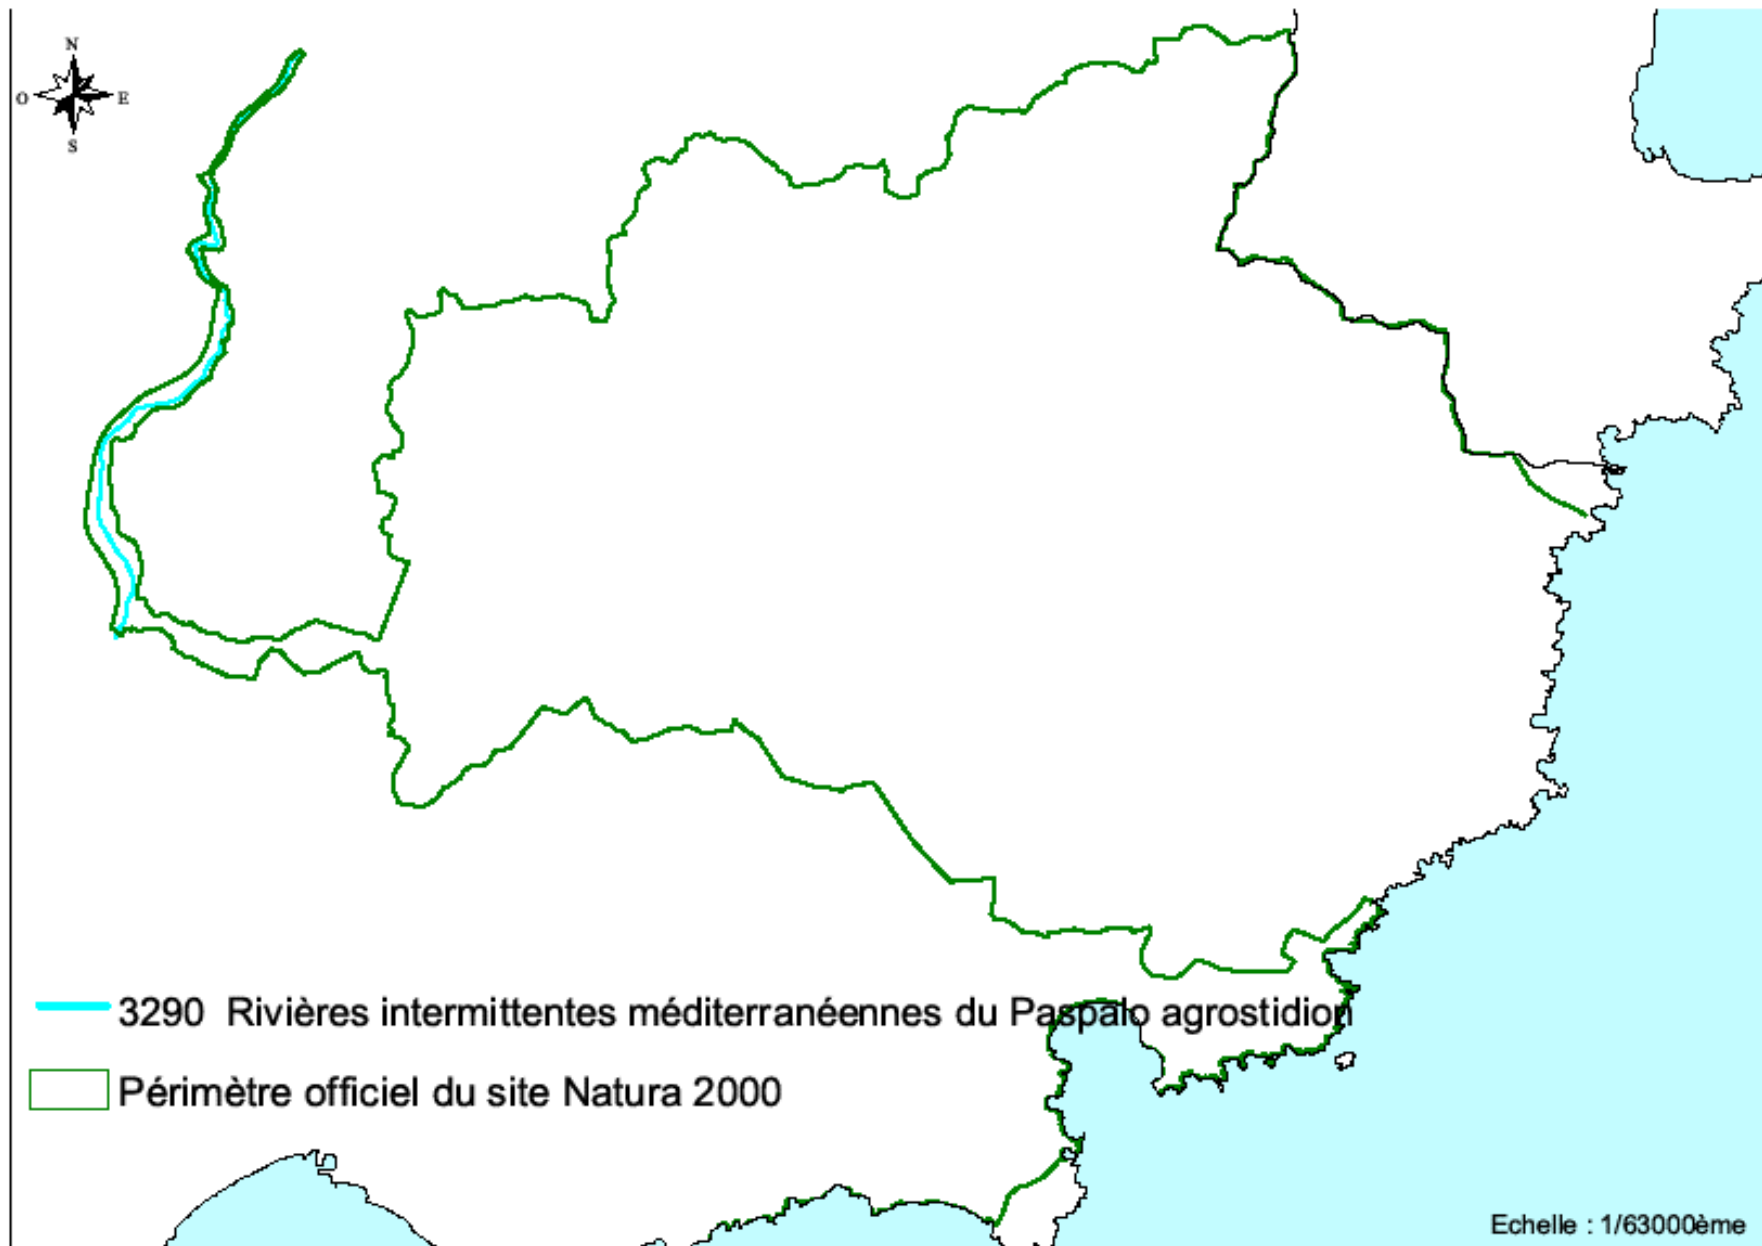 N
O E
S
3290 Rivières intermittentes méditerranéennes du Paspalo agrostidion
Périmètre officiel du site Natura 2000
Echelle : 1/63000ème